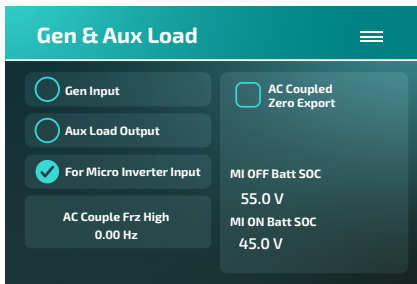 Gen & Aux Load
Gen Input
Aux Load Output
For Micro Inverter Input
AC Couple Frz High
0.00 Hz
AC Coupled
Zero Export
MI OFF Batt SOC
55.0 V
MI ON Batt SOC
45.0 V